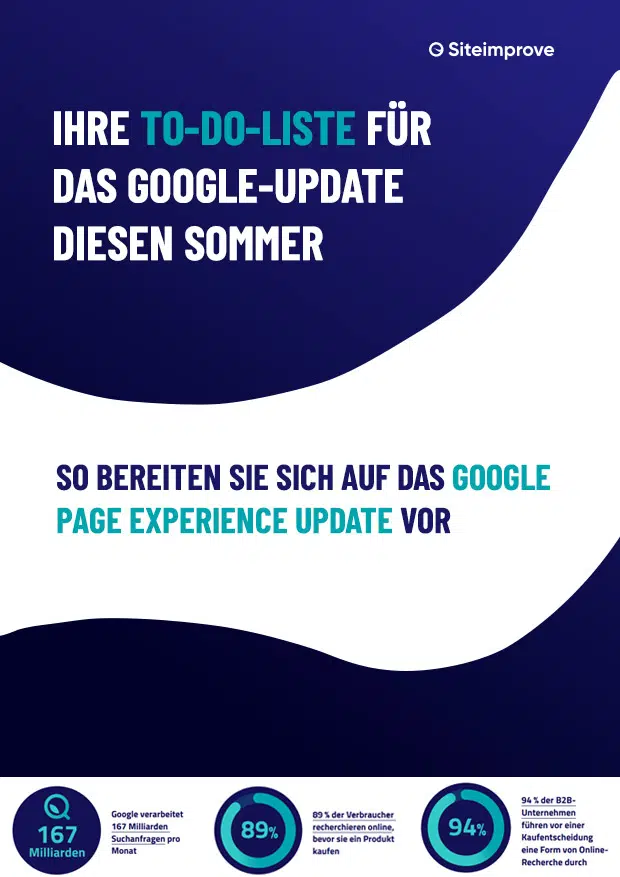 Siteimprove
IHRE TO-DO-LISTE FÜR
DAS GOOGLE-UPDATE
DIESEN SOMMER
SO BEREITEN SIE SICH AUF DAS GOOGLE
PAGE EXPERIENCE UPDATE VOR
167
Milliarden
Google verarbeitet
167 Milliarden
Suchanfragen pro
Monat
89%
89 % der Verbraucher
recherchieren online,
bevor sie ein Produkt
kaufen
94%
94 % der B2B-
Unternehmen
führen vor einer
Kaufentscheidung
eine Form von Online-
Recherche durch